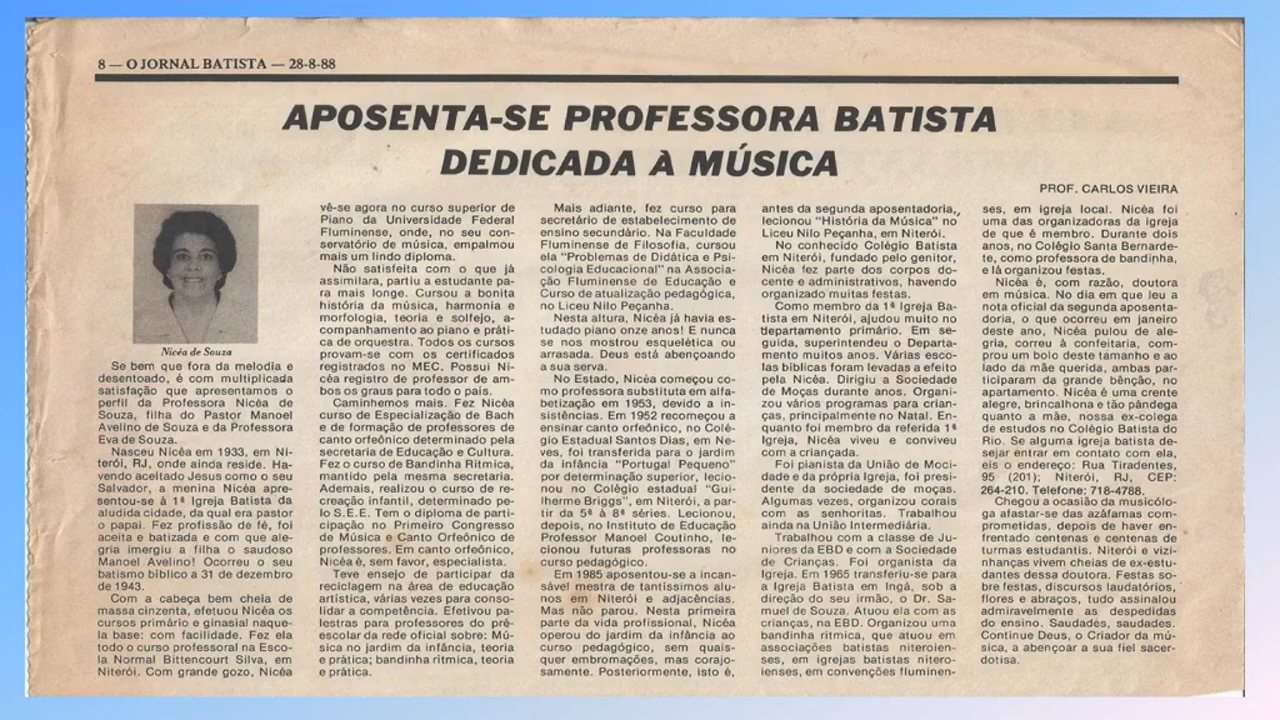 8 — O JORNAL BATISTA — 28-8-88
APOSENTA-SE PROFESSORA BATISTA
DEDICADA À MÚSICA
PROF. CARLOS VIEIRA
Nicéa de Souza
Se bem que fora da melodia e
desentoado, é com multiplicada
satisfação que apresentamos o
perfil da Professora Nicéa de
Souza, filha do Pastor Manoel
Avelino de Souza e da Professora
Eva de Souza.
Nasceu Nicéa em 1933, em Ni-
terói, RJ, onde ainda reside. Ha-
vendo aceitado Jesus como o seu
Salvador, a menina Nicéa apre-
sentou-se à 1ª Igreja Batista da
aludida cidade, da qual era pastor
o papai. Fez profissão de fé, foi
aceita e batizada e com que ale-
gria imergiu a filha o saudoso
Manoel Avelino! Ocorreu o seu
batismo bíblico a 31 de dezembro
de 1943.
Com a cabeça bem cheia de
massa cinzenta, efetuou Nicéa os
cursos primário e ginasial naque-
la base: com facilidade. Fez ela
todo o curso professoral na Esco-
la Normal Bittencourt Silva, em
Niterói. Com grande gozo, Nicéa
vê-se agora no curso superior de
Piano da Universidade Federal
Fluminense, onde, no seu con-
servatório de música, empalmou
mais um lindo diploma.
Não satisfeita com o que já
assimilara, partiu a estudante pa-
ra mais longe. Cursou a bonita
história da música, harmonia e
morfologia, teoria e solfejo, a-
companhamento ao piano e práti-
ca de orquestra. Todos os cursos
provam-se com os certificados
registrados no MEC. Possui Ni-
céa registro de professor de am-
bos os graus para todo o país.
Caminhemos mais. Fez Nicéa
curso de Especialização de Bach
e de formação de professores de
canto orfeônico determinado pela
secretaria de Educação e Cultura.
Fez o curso de Bandinha Rítmica,
mantido pela mesma secretaria.
Ademais, realizou o curso de re-
creação infantil, determinado pe-
lo S.E.E. Tem o diploma de parti-
cipação no Primeiro Congresso
de Música e Canto Orfeônico de
professores. Em canto orfeônico,
Nicéa é, sem favor, especialista.
Teve ensejo de participar da
reciclagem na área de educação
artística, várias vezes para conso-
lidar a competência. Efetivou pa-
lestras para professores do pré-
escolar da rede oficial sobre: Mú-
sica no jardim da infância, teoria
e prática; bandinha rítmica, teoria
e prática.
Mais adiante, fez curso para
secretário de estabelecimento de
ensino secundário. Na Faculdade
Fluminense de Filosofia, cursou
ela "Problemas de Didática e Psi-
cologia Educacional" na Associa-
ção Fluminense de Educação e
Curso de atualização pedagógica,
no Liceu Nilo Peçanha.
Nesta altura, Nicéa já havia es-
tudado piano onze anos! E nunca
se nos mostrou esquelética ou
arrasada. Deus está abençoando
a sua serva.
No Estado, Nicéa começou co-
mo professora substituta em alfa-
betização em 1953, devido a in-
sistências. Em 1952 recomeçou a
ensinar canto orfeônico, no Colé-
gio Estadual Santos Dias, em Ne-
ves, foi transferida para o jardim
da infância "Portugal Pequeno"
por determinação superior, lecio-
nou no Colégio estadual "Gui-
lherme Briggs", em Niterói, a par-
tir da 5ª à 8ª séries. Lecionou,
depois, no Instituto de Educação
Professor Manoel Coutinho, le-
cionou futuras professoras no
curso pedagógico.
Em 1985 aposentou-se a incan-
sável mestra de tantíssimos alu-
nos em Niterói e adjacências.
Mas não parou. Nesta primeira
parte da vida profissional, Nicéa
operou do jardim da infância ao
curso pedagógico, sem quais-
quer embromações, mas corajo-
samente. Posteriormente, isto é,
antes da segunda aposentadoria,
lecionou "História da Música" no
Liceu Nilo Peçanha, em Niterói.
No conhecido Colégio Batista
em Niterói, fundado pelo genitor,
Nicéa fez parte dos corpos do-
cente e administrativos, havendo
organizado muitas festas.
Como membro da 1ª Igreja Ba-
tista em Niterói, ajudou muito no
departamento primário. Em se-
guida, superintendeu o Departa-
mento muitos anos. Várias esco-
las bíblicas foram levadas a efeito
pela Nicéa. Dirigiu a Sociedade
de Moças durante anos. Organi-
zou vários programas para crian-
ças, principalmente no Natal. En-
quanto foi membro da referida 1ª
Igreja, Nicéa viveu e conviveu
com a criançada.
Foi pianista da União de Moci-
dade e da própria Igreja, foi presi-
dente da sociedade de moças.
Algumas vezes, organizou corais
com as senhoritas. Trabalhou
ainda na União Intermediária.
Trabalhou com a classe de Ju-
niores da EBD e com a Sociedade
de Crianças. Foi organista da
Igreja. Em 1965 transferiu-se para
a Igreja Batista em Ingá, sob a
direção do seu irmão, o Dr. Sa-
muel de Souza. Atuou ela com as
crianças, na EBD. Organizou uma
bandinha rítmica, que atuou em
associações batistas niteroien-
ses, em igrejas batistas nitero-
ienses, em convenções fluminen-
ses, em igreja local. Nicéa foi
uma das organizadoras da igreja
de que é membro. Durante dois
anos, no Colégio Santa Bernarde-
te, como professora de bandinha,
e lá organizou festas.
Nicéa é, com razão, doutora
em música. No dia em que leu a
nota oficial da segunda aposenta-
doria, o que ocorreu em janeiro
deste ano, Nicéa pulou de ale-
gria, correu à confeitaria, com-
prou um bolo deste tamanho e ao
lado da mãe querida, ambas par-
ticiparam da grande bênção, no
apartamento. Nicéa é uma crente
alegre, brincalhona e tão pândega
quanto a mãe, nossa ex-colega
de estudos no Colégio Batista do
Rio. Se alguma igreja batista de-
sejar entrar em contato com ela,
eis o endereço: Rua Tiradentes,
95 (201); Niterói, RJ, CEP:
264-210. Telefone: 718-4788.
Chegou a ocasião da musicólo-
ga afastar-se das azáfamas com-
prometidas, depois de haver en-
frentado centenas e centenas de
turmas estudantis. Niterói e vizi-
nhanças vivem cheias de ex-estu-
dantes dessa doutora. Festas so-
bre festas, discursos laudatórios,
flores e abraços, tudo assinalou
admiravelmente as despedidas
do ensino. Saudades, saudades.
Continue Deus, o Criador da mú-
sica, a abençoar a sua fiel sacer-
dotisa.